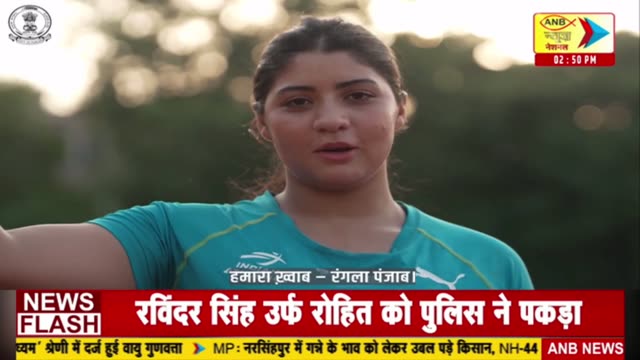 ANB
न्यूज़
नेशनल
02:50 PM
हमारा ख़्वाब – रंगला पंजाब।
NEWS
FLASH
रविंदर सिंह उर्फ रोहित को पुलिस ने पकड़ा
ध्यम' श्रेणी में दर्ज हुई वायु गुणवत्ता > MP: नरसिंहपुर में गन्ने के भाव को लेकर उबल पड़े किसान, NH-44
ANB NEWS